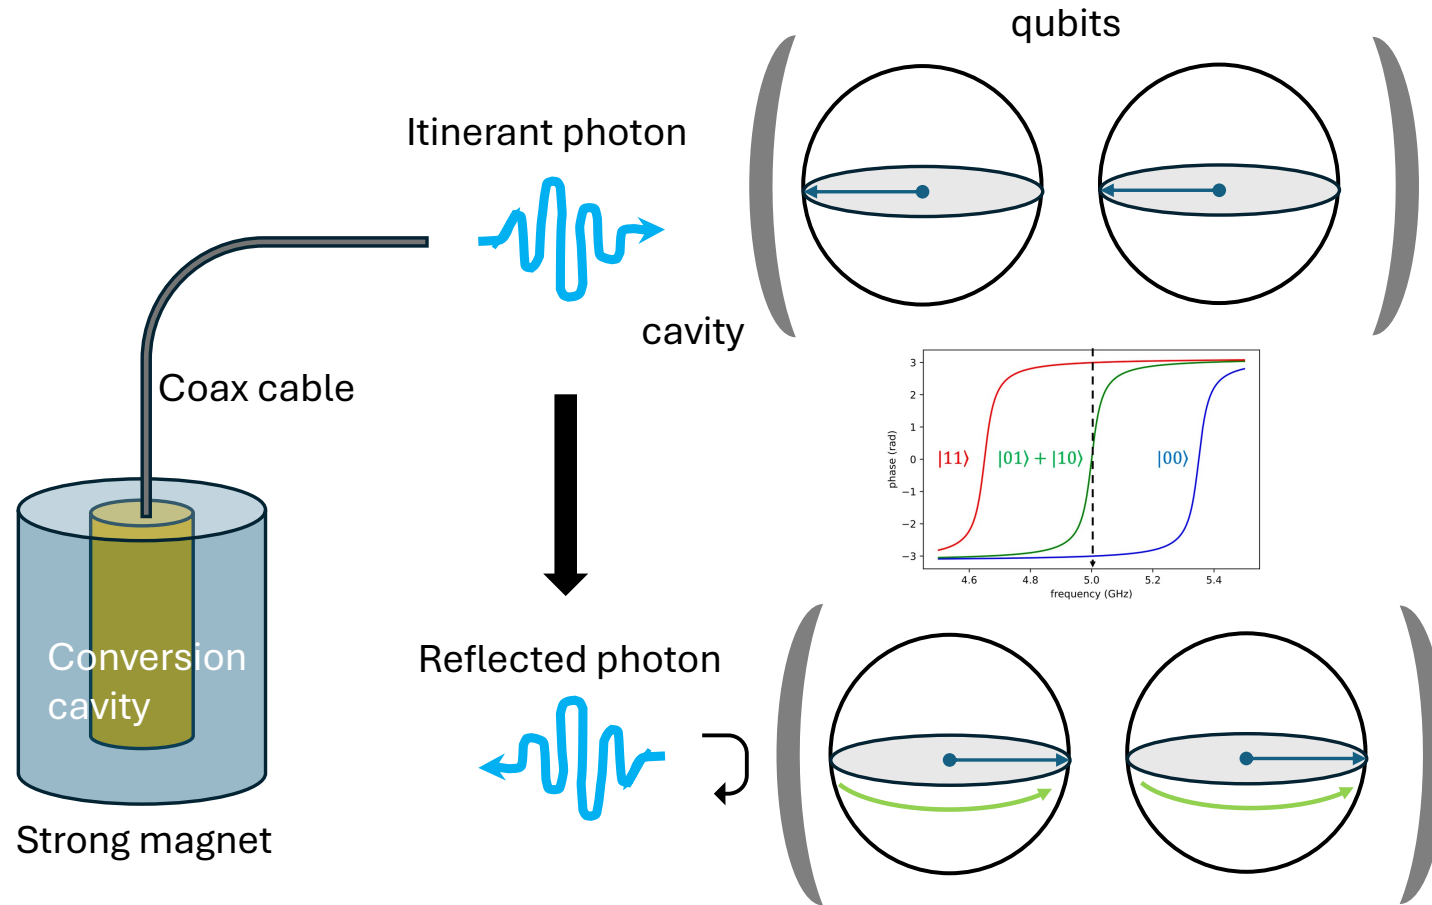 qubits
Itinerant photon
cavity
Coax cable
3
2
1
0
−1
−2
−3
phase (rad)
|11⟩
|01⟩ + |10⟩
|00⟩
4.6
4.8
5.0
5.2
5.4
frequency (GHz)
Conversion
cavity
Reflected photon
Strong magnet